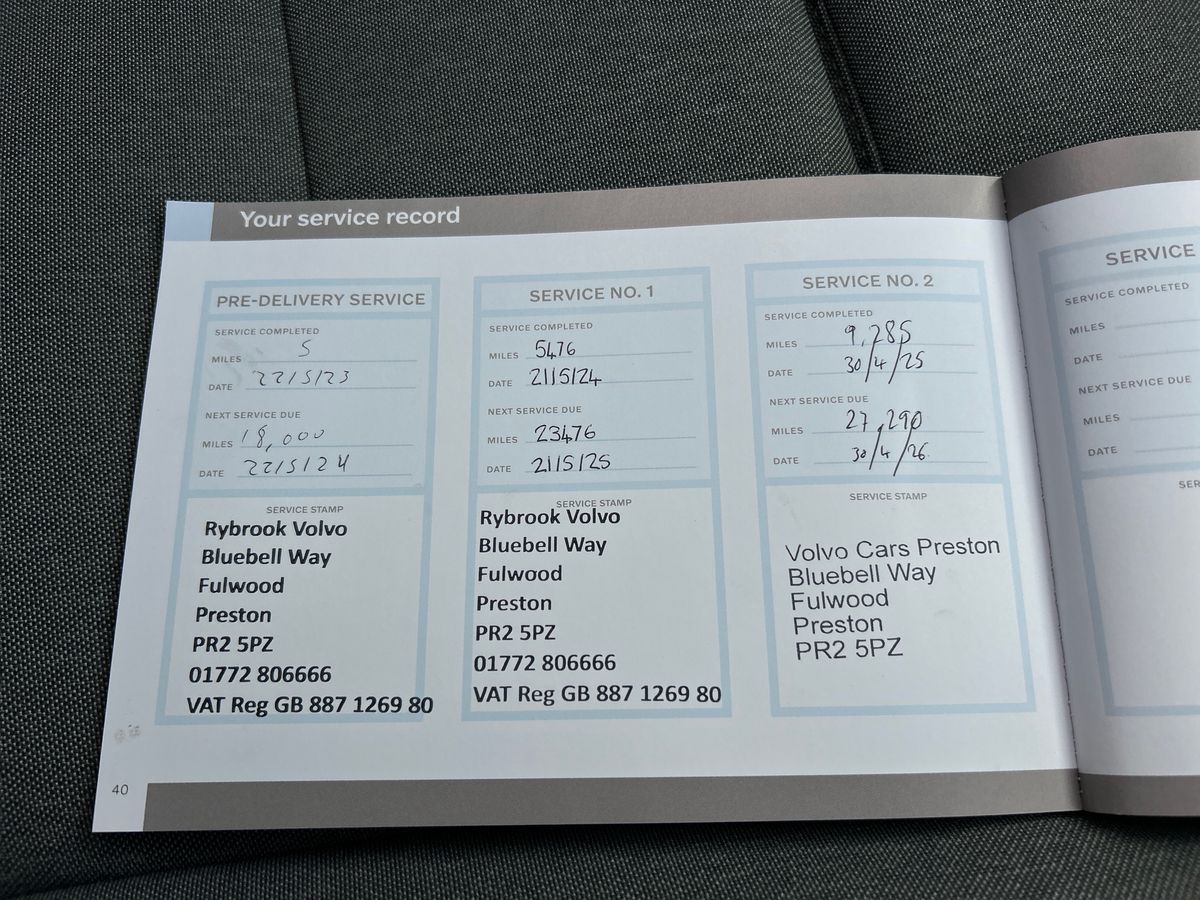 Your service record
PRE-DELIVERY SERVICE
SERVICE COMPLETED
MILES 5
DATE 22/5/23
NEXT SERVICE DUE
MILES 18,000
DATE 22/5/24
SERVICE STAMP
Rybrook Volvo
Bluebell Way
Fulwood
Preston
PR2 5PZ
01772 806666
VAT Reg GB 887 1269 80
SERVICE NO. 1
SERVICE COMPLETED
MILES 5476
DATE 21/5/24
NEXT SERVICE DUE
MILES 23476
DATE 21/5/25
SERVICE STAMP
Rybrook Volvo
Bluebell Way
Fulwood
Preston
PR2 5PZ
01772 806666
VAT Reg GB 887 1269 80
SERVICE NO. 2
SERVICE COMPLETED
MILES 9,285
DATE 30/4/25
NEXT SERVICE DUE
MILES 27,290
DATE 30/4/26
SERVICE STAMP
Volvo Cars Preston
Bluebell Way
Fulwood
Preston
PR2 5PZ
40
SERVICE
SERVICE COMPLETED
MILES
DATE
NEXT SERVICE DUE
MILES
DATE
SER